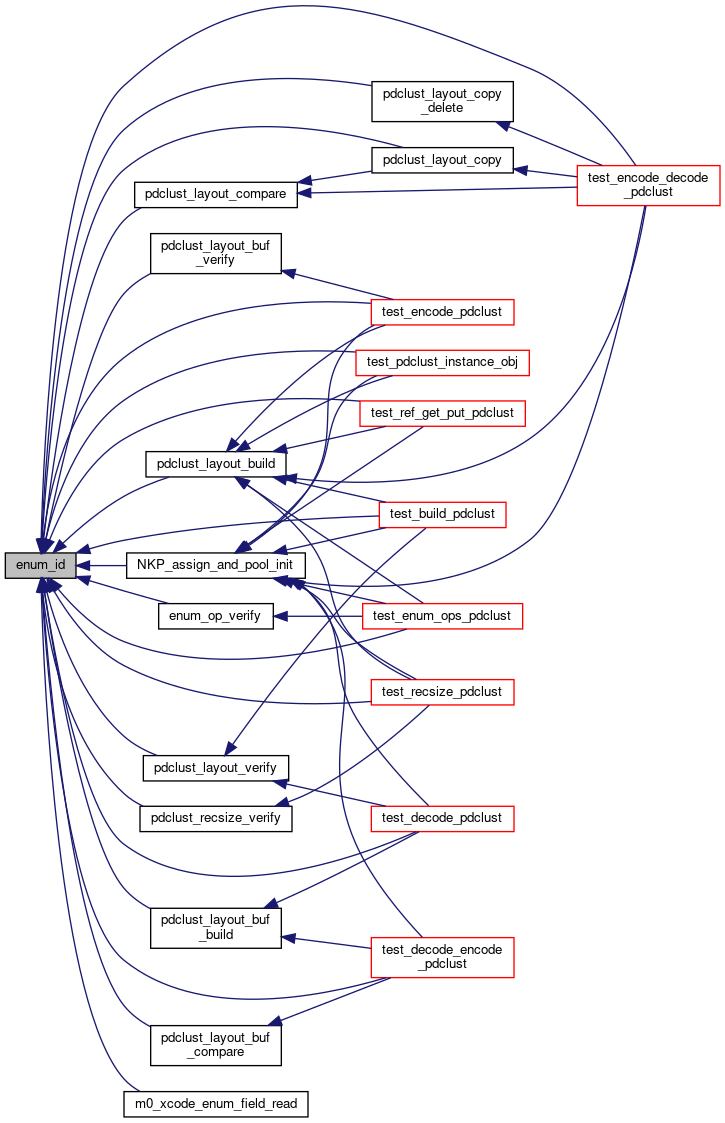 pdclust_layout_copy
_delete
pdclust_layout_copy
test_encode_decode
_pdclust
pdclust_layout_compare
pdclust_layout_buf
_verify
test_encode_pdclust
test_pdclust_instance_obj
test_ref_get_put_pdclust
pdclust_layout_build
test_build_pdclust
enum_id
NKP_assign_and_pool_init
enum_op_verify
test_enum_ops_pdclust
test_recsize_pdclust
pdclust_layout_verify
pdclust_recsize_verify
test_decode_pdclust
pdclust_layout_buf
_build
test_decode_encode
_pdclust
pdclust_layout_buf
_compare
m0_xcode_enum_field_read